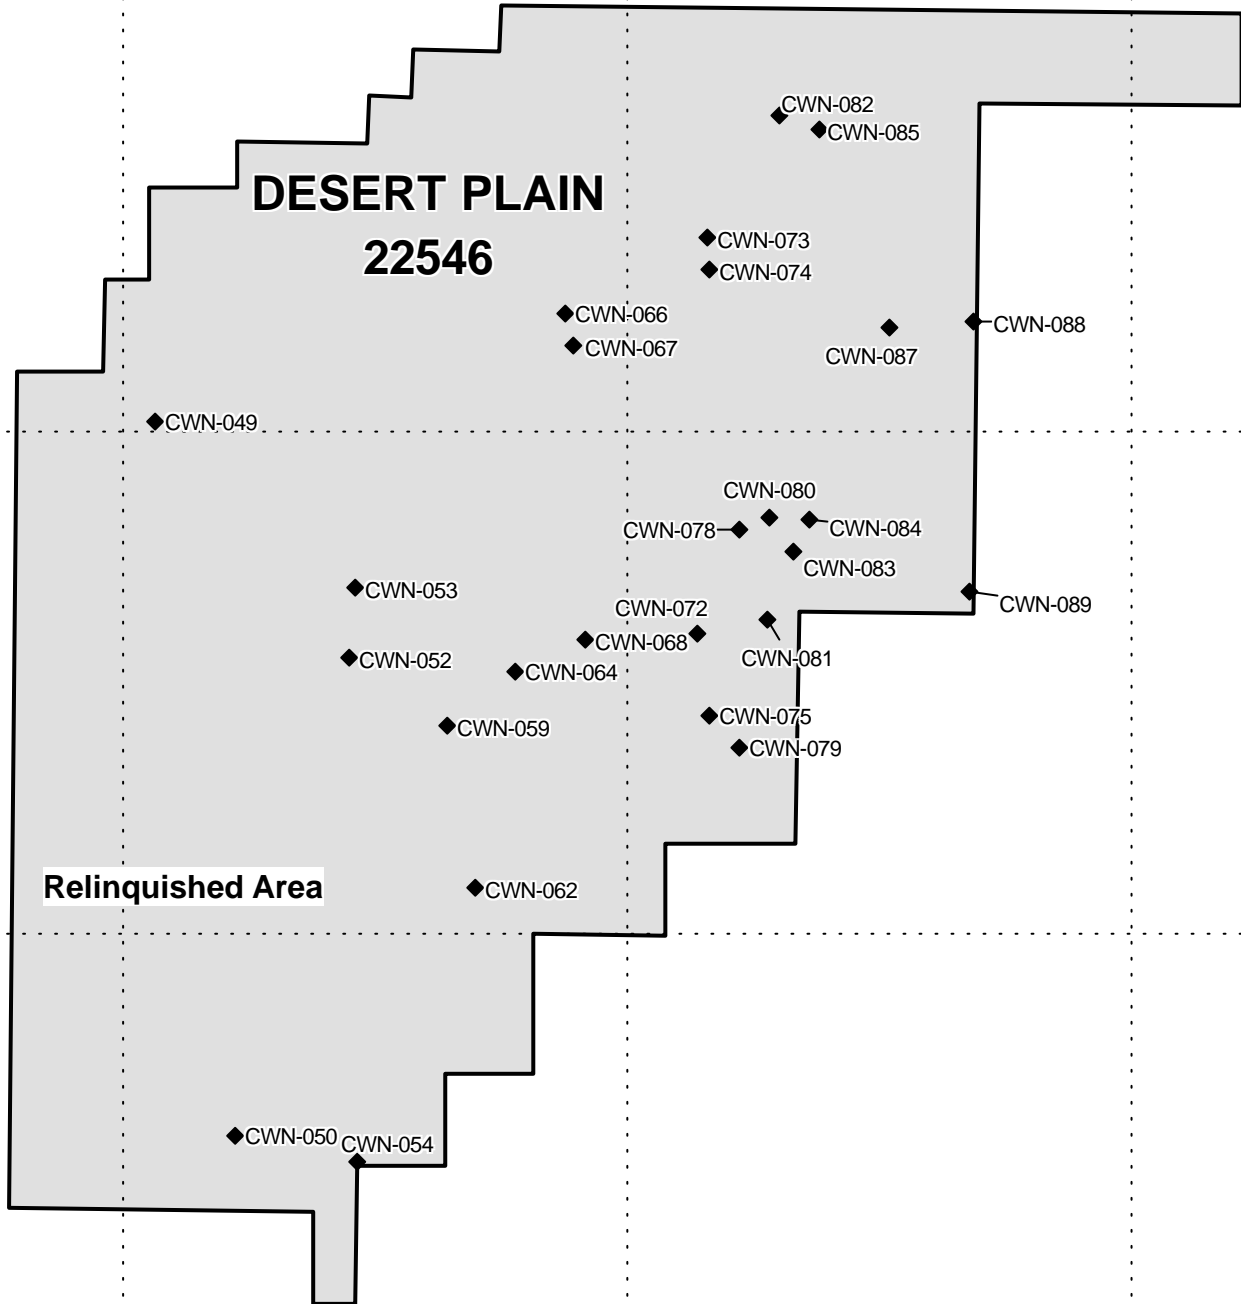 CWN-082
CWN-085
DESERT PLAIN
22546
CWN-073
CWN-074
CWN-066
CWN-088
CWN-067
CWN-087
CWN-049
CWN-080
CWN-078
CWN-084
CWN-083
CWN-053
CWN-089
CWN-072
CWN-068
CWN-052
CWN-081
CWN-064
CWN-075
CWN-059
CWN-079
Relinquished Area
CWN-062
CWN-050
CWN-054